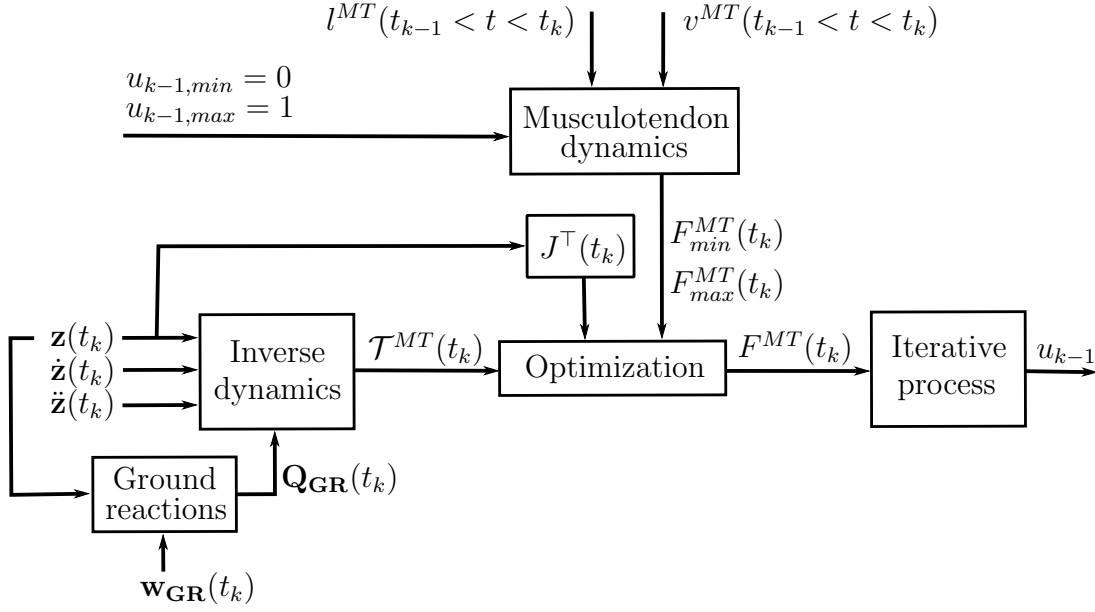 l^{MT}(t_{k-1} < t < t_k)
v^{MT}(t_{k-1} < t < t_k)
u_{k-1,min} = 0
u_{k-1,max} = 1
Musculotendon
dynamics
J^⊤(t_k)
F^{MT}_{min}(t_k)
F^{MT}_{max}(t_k)
z(t_k)
ż(t_k)
z̈(t_k)
Inverse
dynamics
𝒯^{MT}(t_k)
Optimization
F^{MT}(t_k)
Iterative
process
u_{k-1}
Ground
reactions
Q_{GR}(t_k)
w_{GR}(t_k)